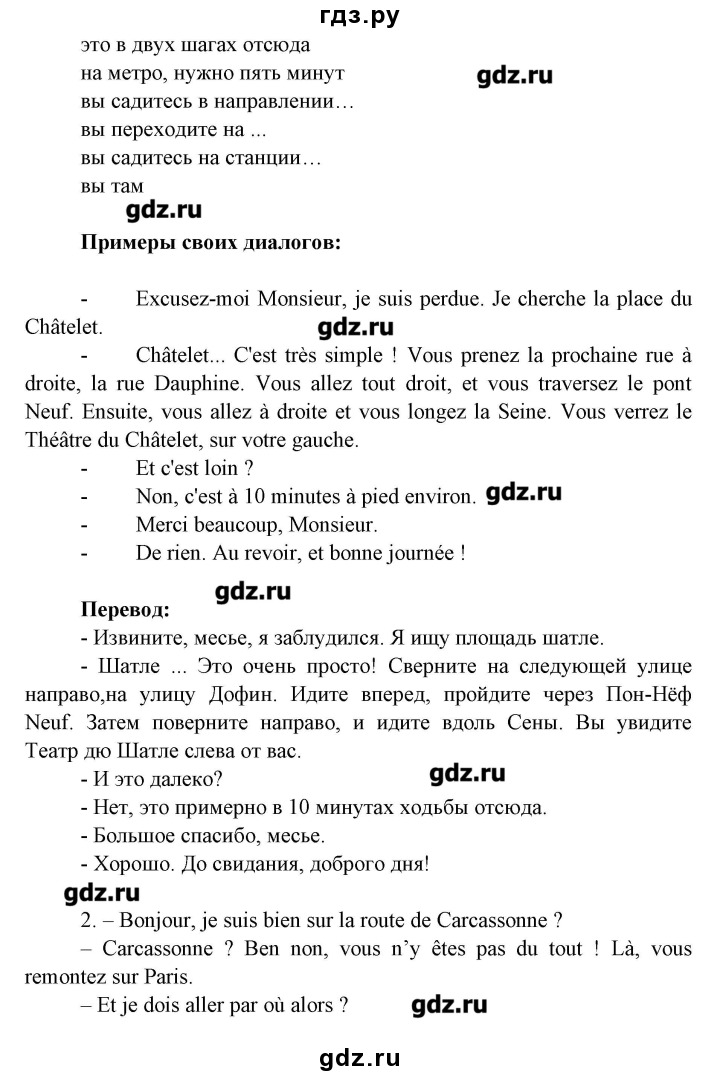 гдз.ру
это в двух шагах отсюда
на метро, нужно пять минут
gdz.ru
вы садитесь в направлении…
вы переходите на ...
вы садитесь на станции…
вы там
gdz.ru
Примеры своих диалогов:
- Excusez-moi Monsieur, je suis perdue. Je cherche la place du
Châtelet.
gdz.ru
- Châtelet... C'est très simple ! Vous prenez la prochaine rue à
droite, la rue Dauphine. Vous allez tout droit, et vous traversez le pont
Neuf. Ensuite, vous allez à droite et vous longez la Seine. Vous verrez le
Théâtre du Châtelet, sur votre gauche.
- Et c'est loin ?
- Non, c'est à 10 minutes à pied environ.
gdz.ru
- Merci beaucoup, Monsieur.
- De rien. Au revoir, et bonne journée !
gdz.ru
Перевод:
- Извините, месье, я заблудился. Я ищу площадь шатле.
- Шатле ... Это очень просто! Сверните на следующей улице
направо,на улицу Дофин. Идите вперед, пройдите через Пон-Нёф
Neuf. Затем поверните направо, и идите вдоль Сены. Вы увидите
Театр дю Шатле слева от вас.
- И это далеко?
gdz.ru
- Нет, это примерно в 10 минутах ходьбы отсюда.
- Большое спасибо, месье.
- Хорошо. До свидания, доброго дня!
gdz.ru
2. – Bonjour, je suis bien sur la route de Carcassonne ?
– Carcassonne ? Ben non, vous n’y êtes pas du tout ! Là, vous
remontez sur Paris.
– Et je dois aller par où alors ?
gdz.ru
gdz.ru